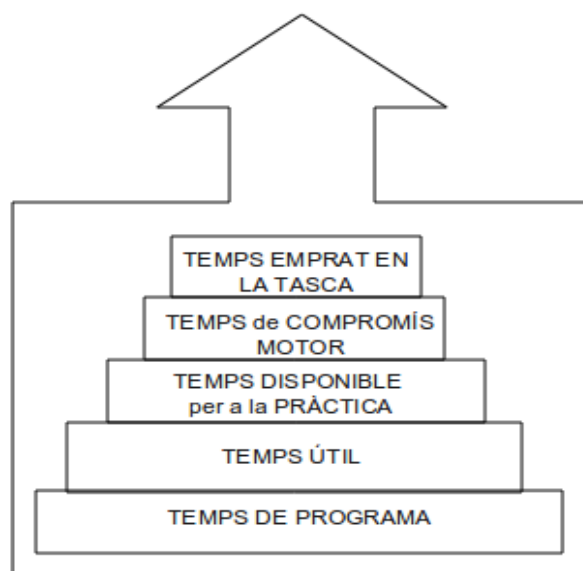 TEMPS EMPRAT EN
LA TASCA
TEMPS de COMPROMÍS
MOTOR
TEMPS DISPONIBLE
per a la PRÀCTICA
TEMPS ÚTIL
TEMPS DE PROGRAMA